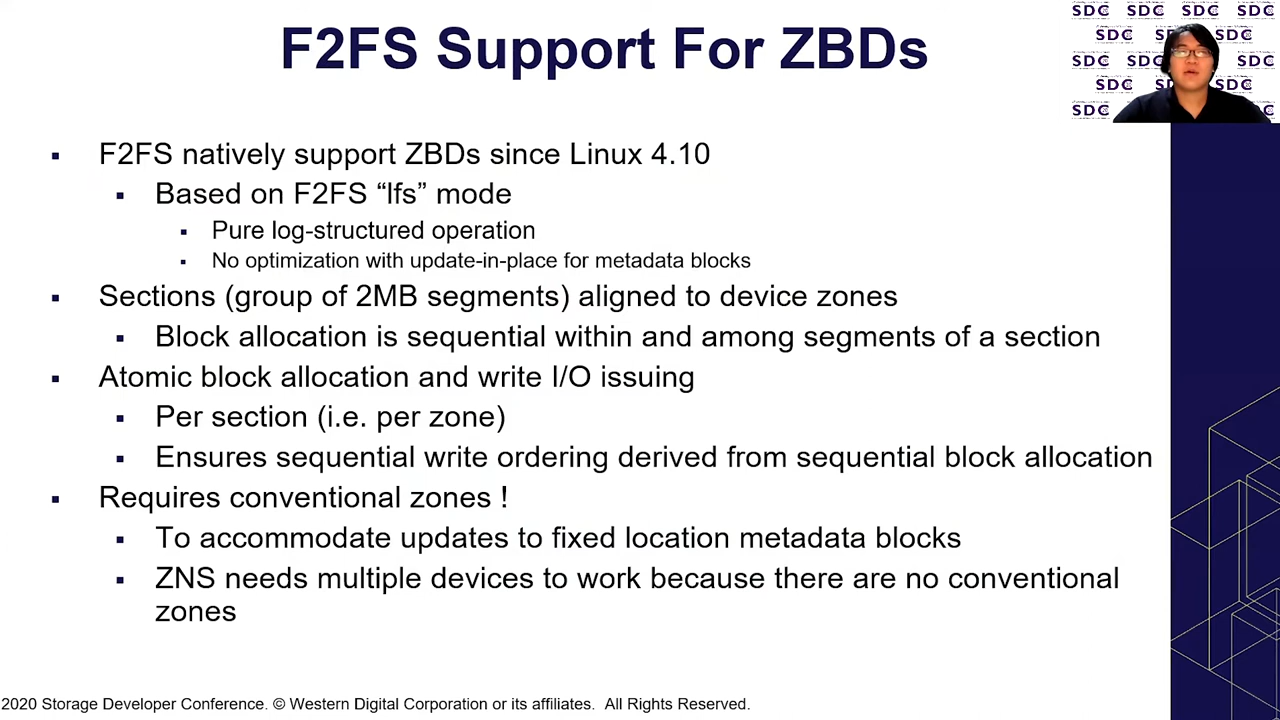 F2FS Support For ZBDs
SDC SDC SDC SDC
SDC SDC SDC
SDC SDC SDC
SDC SDC
SDC
F2FS natively support ZBDs since Linux 4.10
Based on F2FS “lfs” mode
Pure log-structured operation
No optimization with update-in-place for metadata blocks
Sections (group of 2MB segments) aligned to device zones
Block allocation is sequential within and among segments of a section
Atomic block allocation and write I/O issuing
Per section (i.e. per zone)
Ensures sequential write ordering derived from sequential block allocation
Requires conventional zones !
To accommodate updates to fixed location metadata blocks
ZNS needs multiple devices to work because there are no conventional
zones
2020 Storage Developer Conference. © Western Digital Corporation or its affiliates. All Rights Reserved.